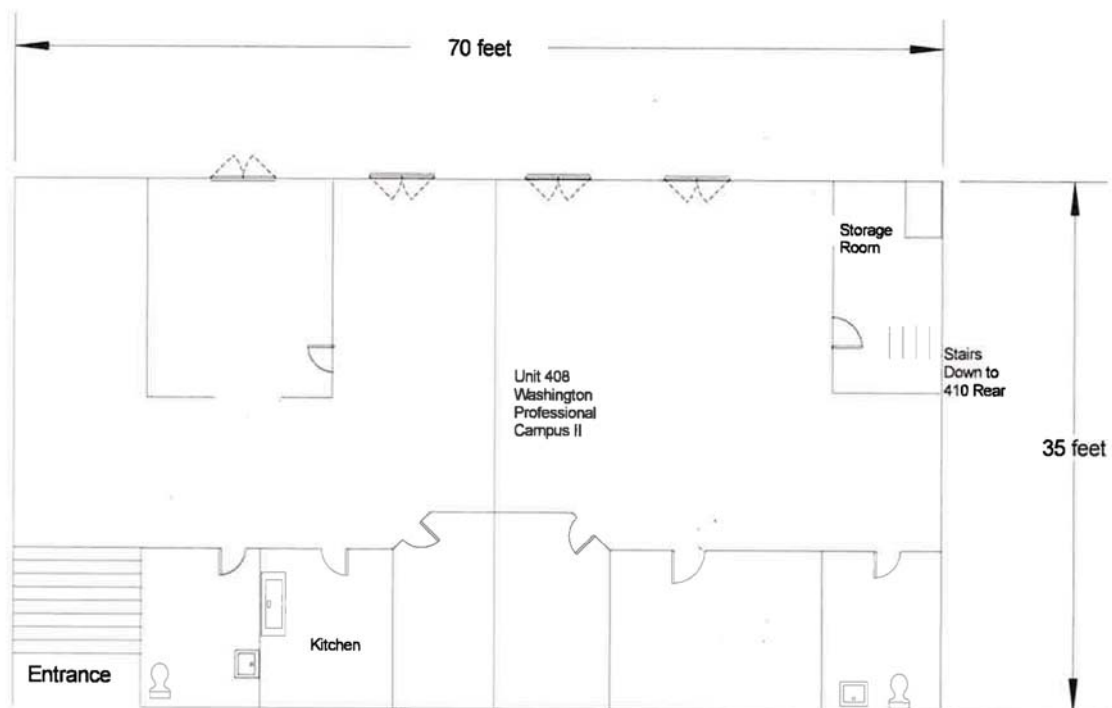 70 feet
Storage
Room
Stairs
Down to
410 Rear
Unit 408
Washington
Professional
Campus II
35 feet
Kitchen
Entrance